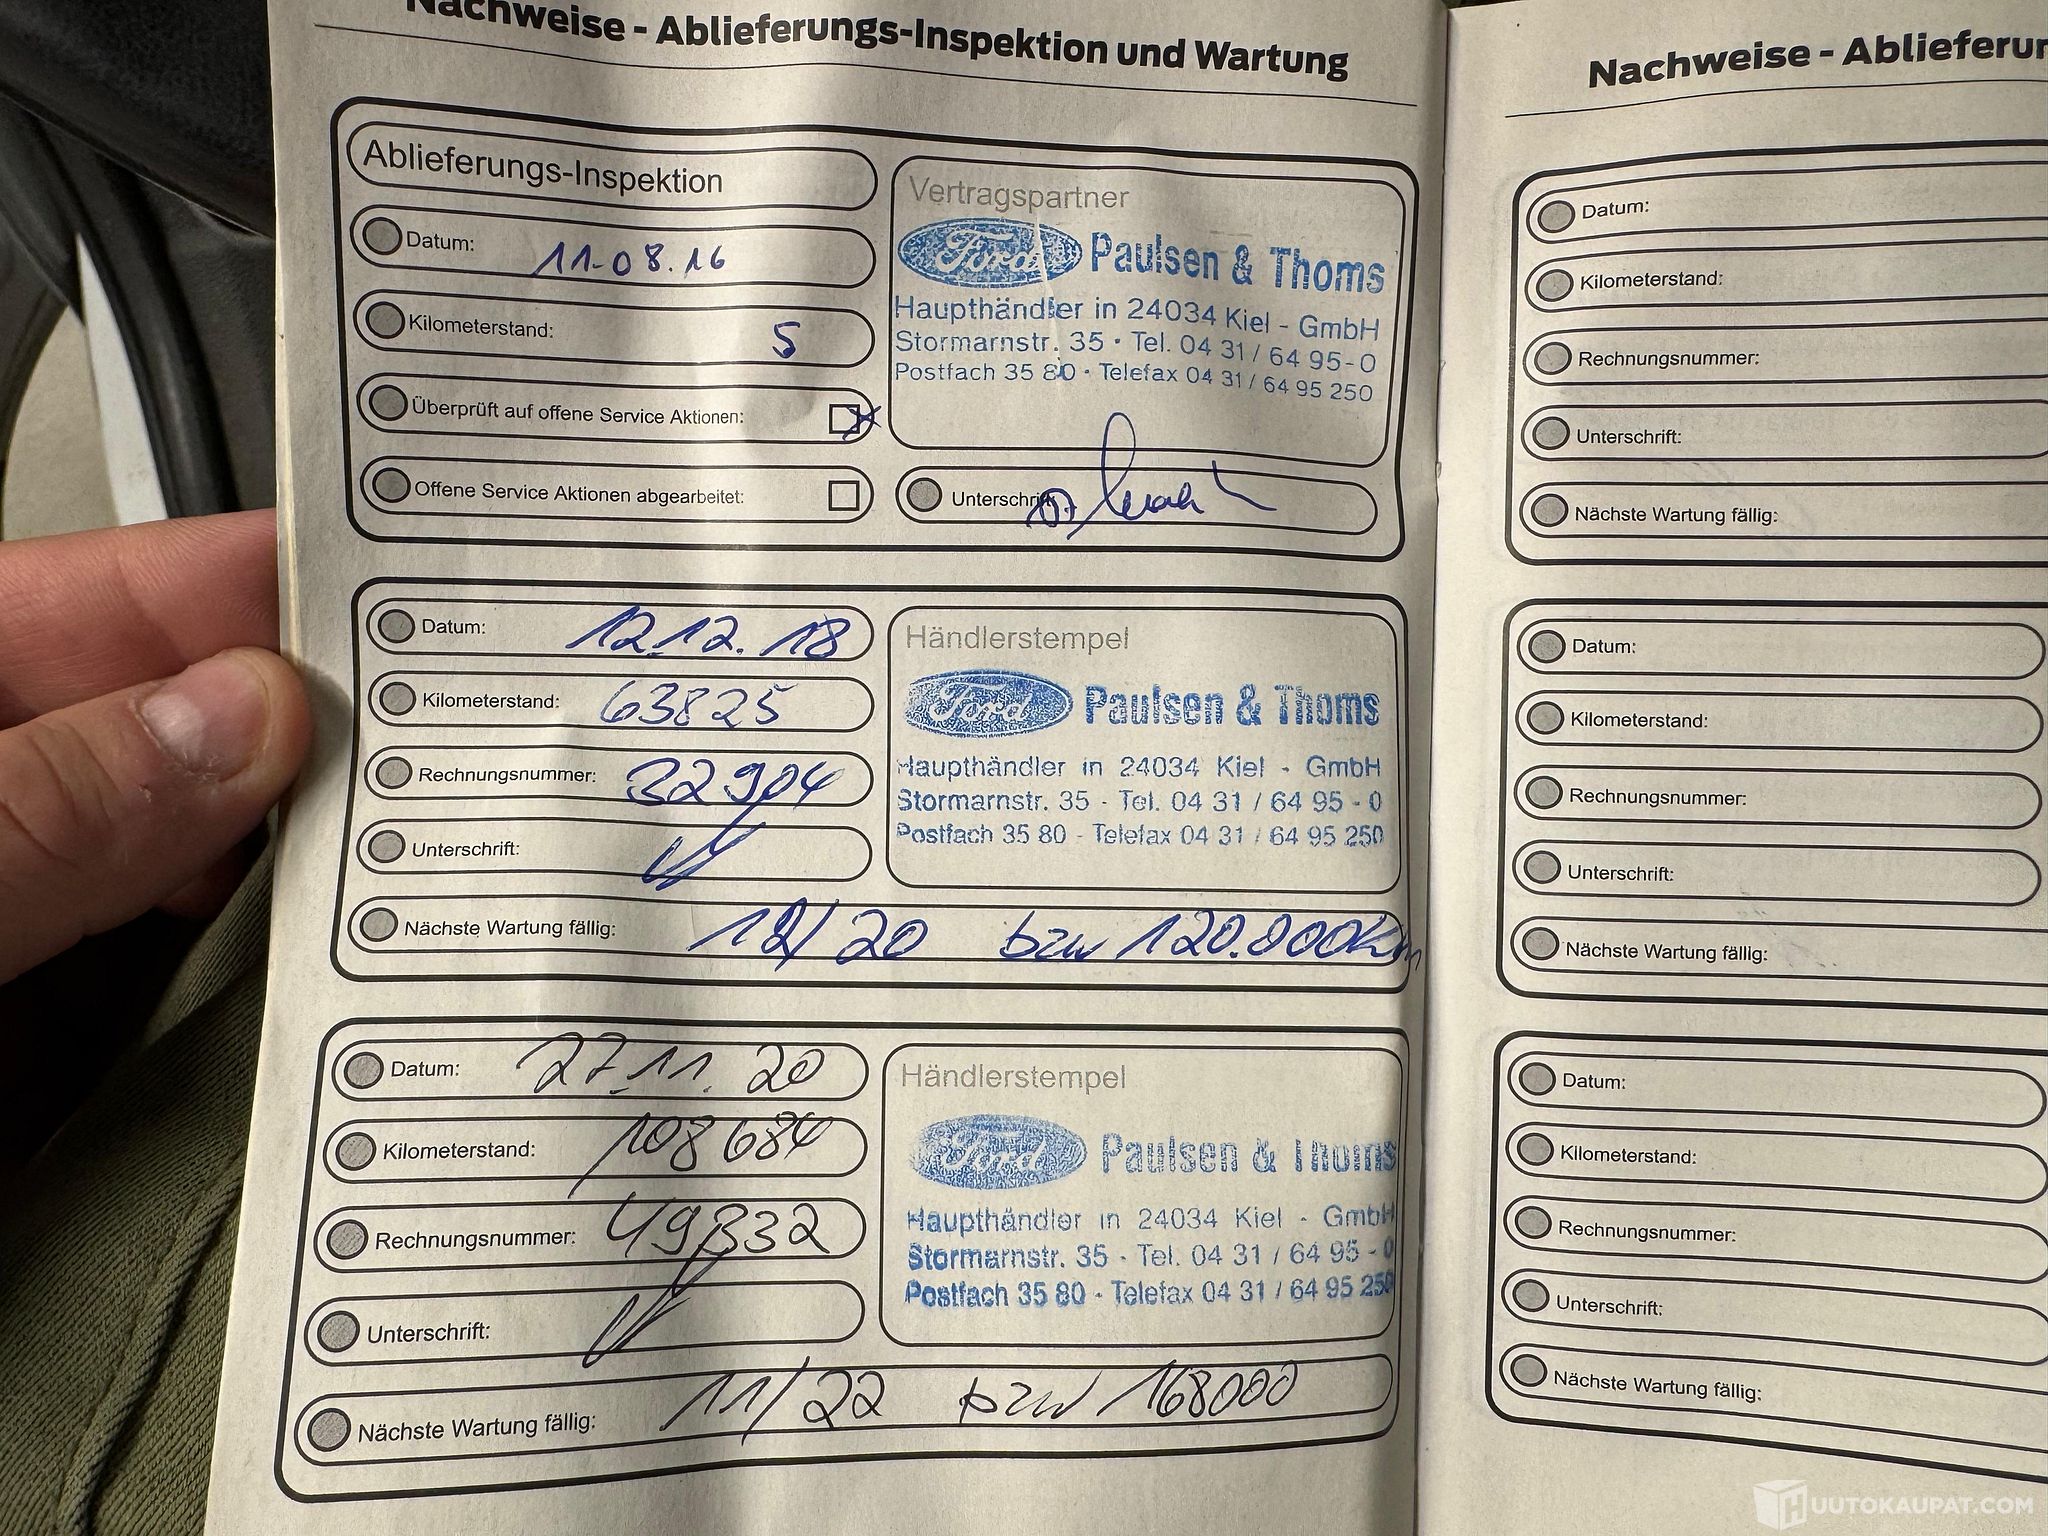 Nachweise - Ablieferungs-Inspektion und Wartung
Ablieferungs-Inspektion
Datum: 11.08.16
Kilometerstand: 5
Überprüft auf offene Service Aktionen:
Offene Service Aktionen abgearbeitet:
Vertragspartner
Ford Paulsen & Thoms
Haupthändler in 24034 Kiel - GmbH
Stormarnstr. 35 · Tel. 04 31 / 64 95-0
Postfach 35 80 · Telefax 04 31 / 64 95 250
Unterschrift:
Datum: 12.12.18
Kilometerstand: 63825
Rechnungsnummer: 32904
Unterschrift:
Händlerstempel
Ford Paulsen & Thoms
Haupthändler in 24034 Kiel - GmbH
Stormarnstr. 35 - Tel. 04 31 / 64 95 - 0
Postfach 35 80 - Telefax 04 31 / 64 95 250
Nächste Wartung fällig: 12/20 bzw 120.000km
Datum: 27.11.20
Kilometerstand: 108684
Rechnungsnummer: 49332
Unterschrift:
Händlerstempel
Ford Paulsen & Thoms
Haupthändler in 24034 Kiel - GmbH
Stormarnstr. 35 - Tel. 04 31 / 64 95 - 0
Postfach 35 80 - Telefax 04 31 / 64 95 250
Nächste Wartung fällig: 11/22 bzw 168000
Nachweise - Ablieferun
Datum:
Kilometerstand:
Rechnungsnummer:
Unterschrift:
Nächste Wartung fällig:
Datum:
Kilometerstand:
Rechnungsnummer:
Unterschrift:
Nächste Wartung fällig:
Datum:
Kilometerstand:
Rechnungsnummer:
Unterschrift:
Nächste Wartung fällig:
HUUTOKAUPAT.COM